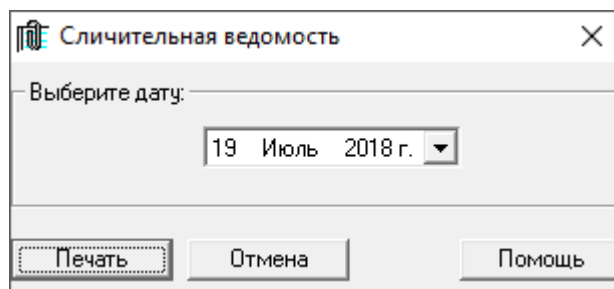 Сличительная ведомость
Выберите дату:
19 Июль 2018 г.
Печать Отмена Помощь